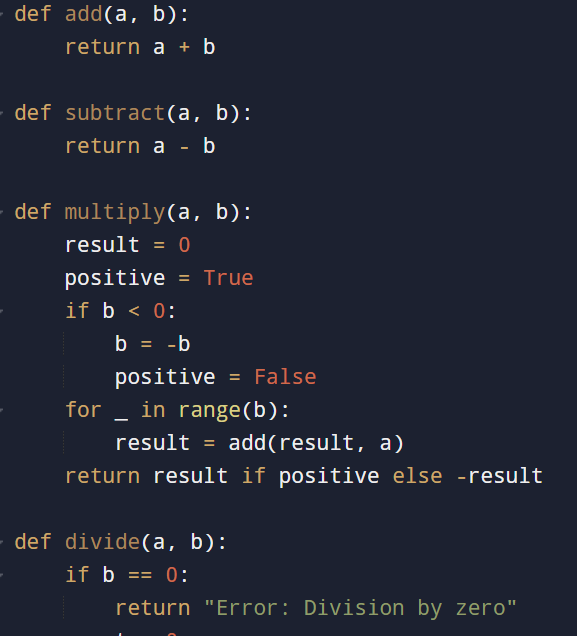 def add(a, b):
    return a + b

def subtract(a, b):
    return a - b

def multiply(a, b):
    result = 0
    positive = True
    if b < 0:
        b = -b
        positive = False
    for _ in range(b):
        result = add(result, a)
    return result if positive else -result

def divide(a, b):
    if b == 0:
        return "Error: Division by zero"